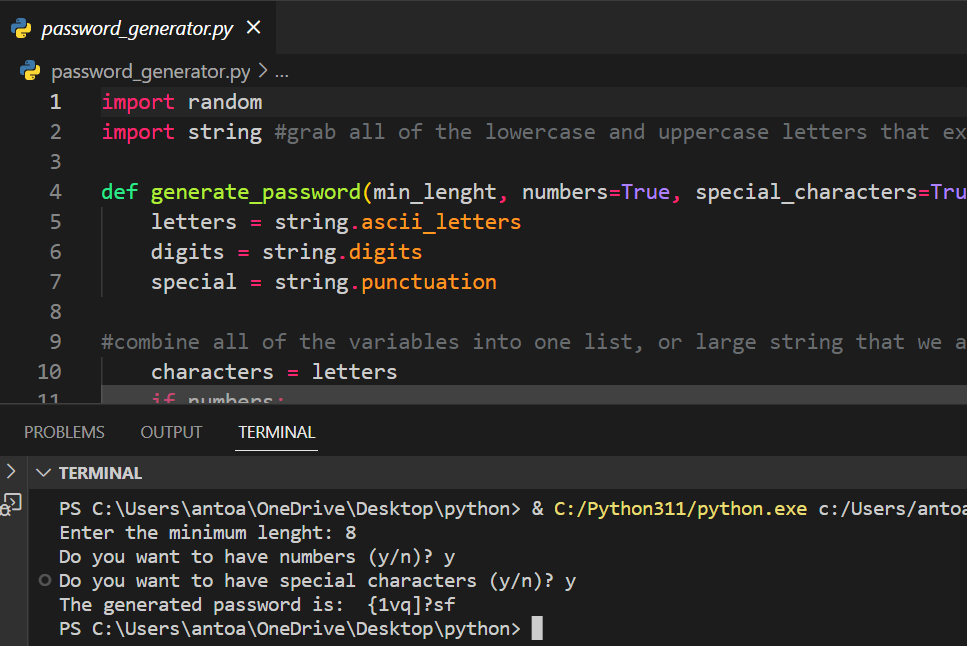 password_generator.py
password_generator.py > ...
1 import random
2 import string #grab all of the lowercase and uppercase letters that ex
3
4 def generate_password(min_lenght, numbers=True, special_characters=Tru
5 letters = string.ascii_letters
6 digits = string.digits
7 special = string.punctuation
8
9 #combine all of the variables into one list, or large string that we a
10 characters = letters
11 if numbers:
PROBLEMS OUTPUT TERMINAL
TERMINAL
PS C:\Users\antoa\OneDrive\Desktop\python> & C:/Python311/python.exe c:/Users/antoa
Enter the minimum lenght: 8
Do you want to have numbers (y/n)? y
Do you want to have special characters (y/n)? y
The generated password is:  {1vq]?sf
PS C:\Users\antoa\OneDrive\Desktop\python>